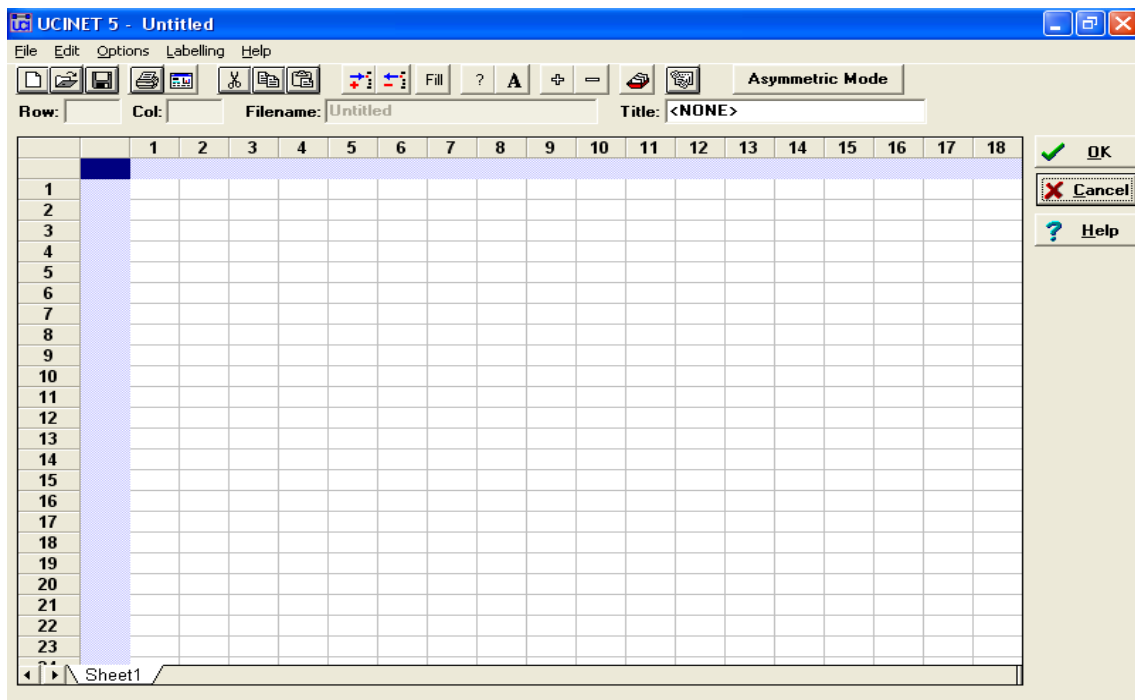 UCINET 5 - Untitled
File Edit Options Labelling Help
Fill ? A Asymmetric Mode
Row: Col: Filename: Untitled Title: <NONE>
1 2 3 4 5 6 7 8 9 10 11 12 13 14 15 16 17 18
OK
1
Cancel
2
3
Help
4
5
6
7
8
9
10
11
12
13
14
15
16
17
18
19
20
21
22
23
Sheet1